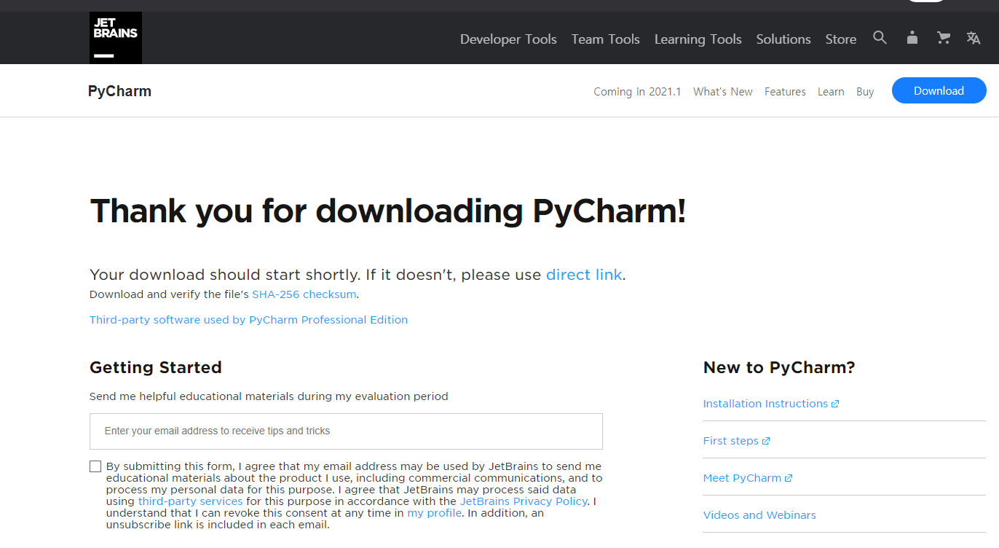 JET
BRAINS
Developer Tools Team Tools Learning Tools Solutions Store
PyCharm
Coming in 2021.1 What's New Features Learn Buy Download
Thank you for downloading PyCharm!
Your download should start shortly. If it doesn't, please use direct link.
Download and verify the file's SHA-256 checksum.
Third-party software used by PyCharm Professional Edition
Getting Started
Send me helpful educational materials during my evaluation period
Enter your email address to receive tips and tricks
By submitting this form, I agree that my email address may be used by JetBrains to send me
educational materials about the product I use, including commercial communications, and to
process my personal data for this purpose. I agree that JetBrains may process said data
using third-party services for this purpose in accordance with the JetBrains Privacy Policy. I
understand that I can revoke this consent at any time in my profile. In addition, an
unsubscribe link is included in each email.
New to PyCharm?
Installation Instructions
First steps
Meet PyCharm
Videos and Webinars